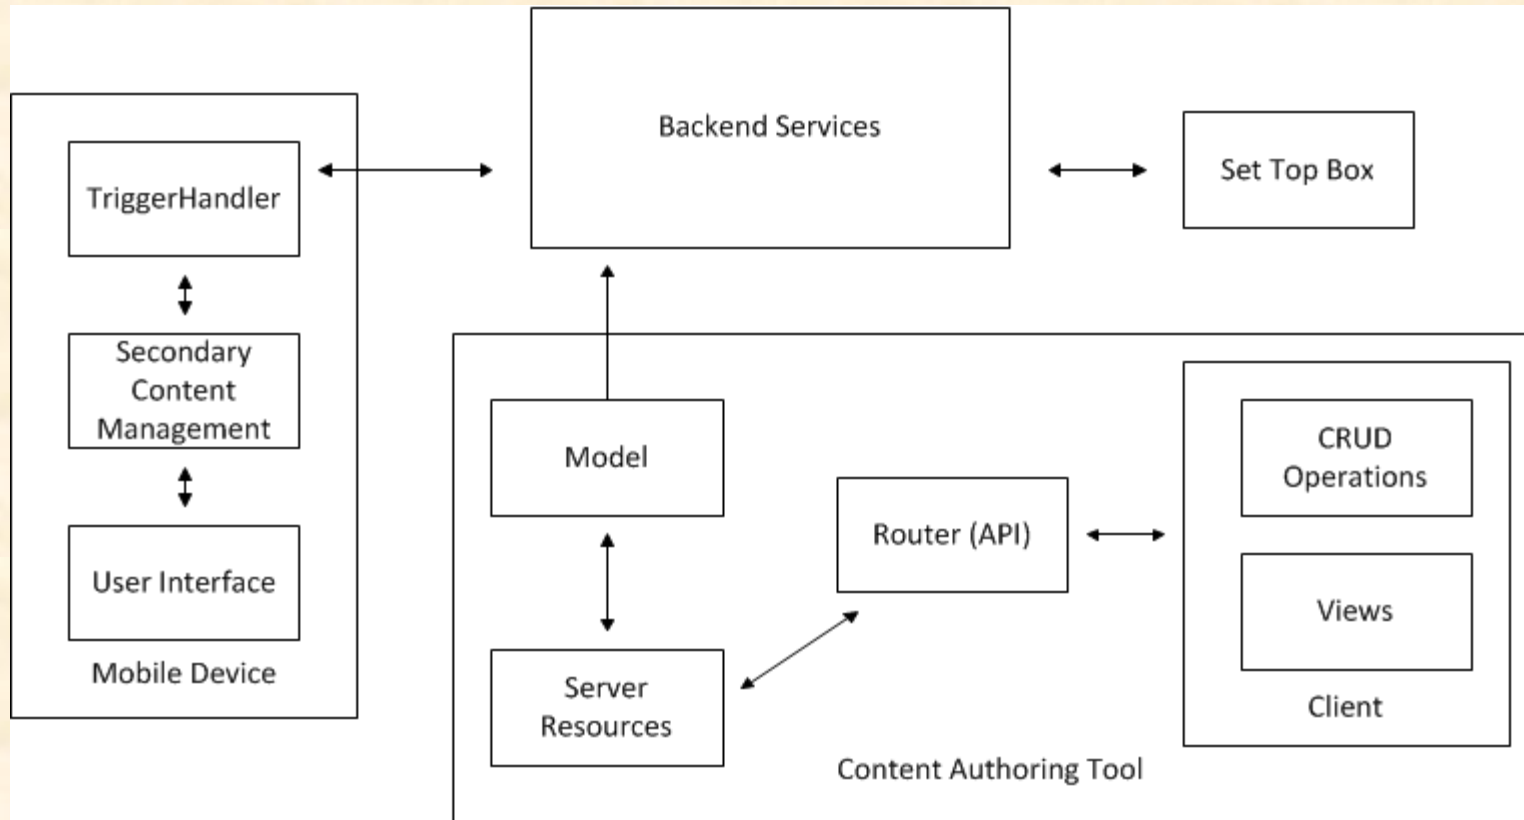 Backend Services
Set Top Box
TriggerHandler
Secondary
Content
Management
User Interface
Mobile Device
Model
Server
Resources
Router (API)
CRUD
Operations
Views
Client
Content Authoring Tool